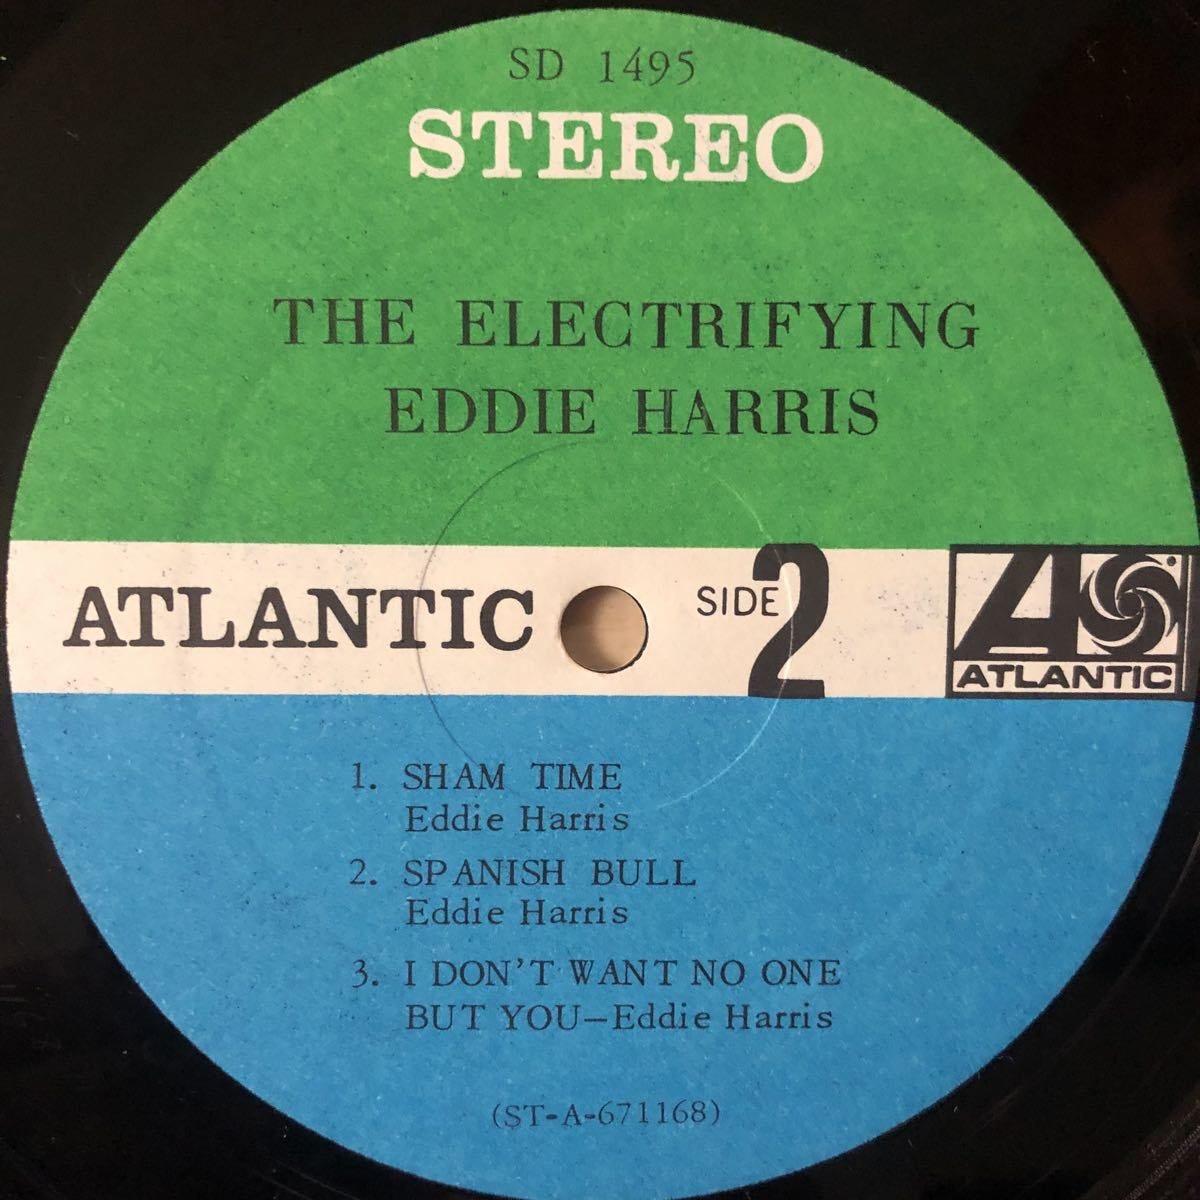 SD 1495
STEREO
THE ELECTRIFYING
EDDIE HARRIS
ATLANTIC
SIDE 2
ATLANTIC
1. SHAM TIME
Eddie Harris
2. SPANISH BULL
Eddie Harris
3. I DON'T WANT NO ONE
BUT YOU—Eddie Harris
(ST-A-671168)